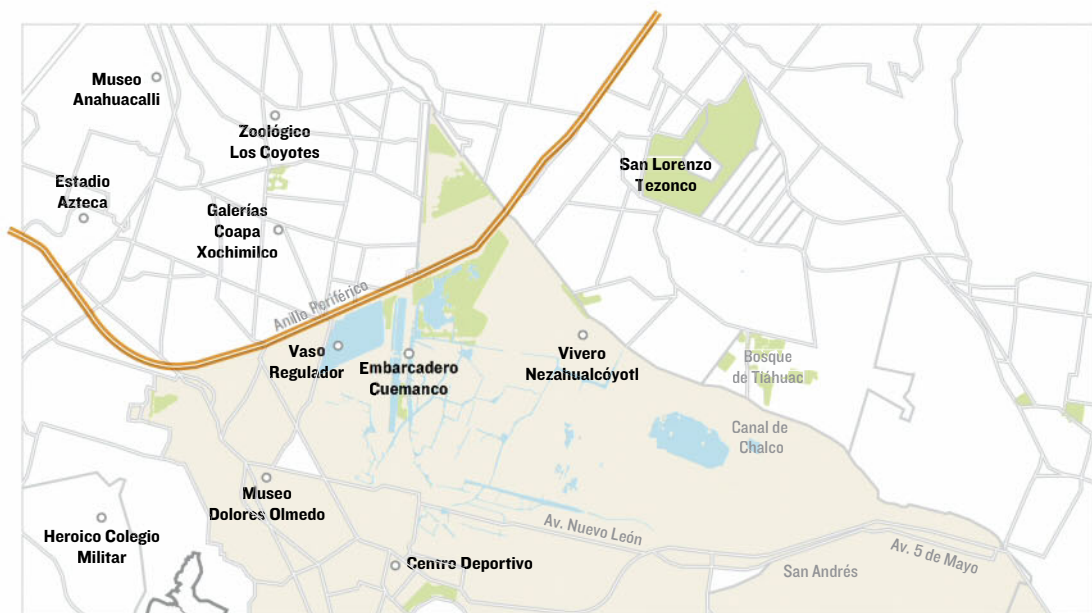 Museo
Anahuacalli
Zoológico
Los Coyotes
San Lorenzo
Tezonco
Estadio
Azteca
Galerías
Coapa
Xochimilco
Anillo Periférico
Vaso
Regulador
Embarcadero
Cuemanco
Vivero
Nezahualcóyotl
Bosque
de Tláhuac
Canal de
Chalco
Museo
Dolores Olmedo
Heroico Colegio
Militar
Av. Nuevo León
Av. 5 de Mayo
Centro Deportivo
San Andrés